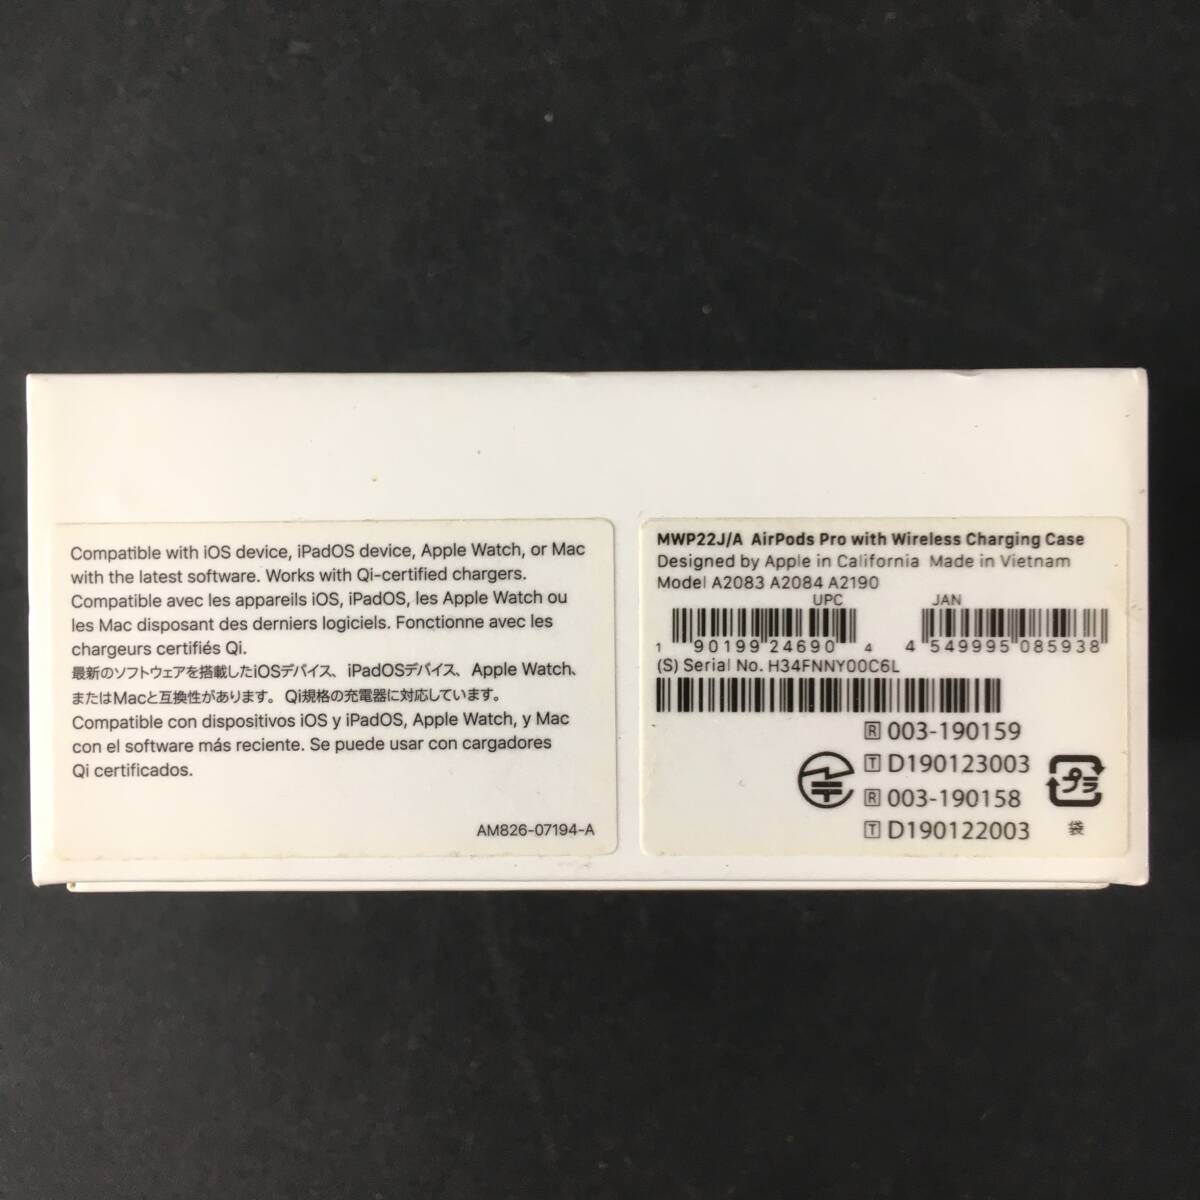 Compatible with iOS device, iPadOS device, Apple Watch, or Mac
with the latest software. Works with Qi-certified chargers.
Compatible avec les appareils iOS, iPadOS, les Apple Watch ou
les Mac disposant des derniers logiciels. Fonctionne avec les
chargeurs certifiés Qi.
最新のソフトウェアを搭載したiOSデバイス、iPadOSデバイス、Apple Watch、
またはMacと互換性があります。Qi規格の充電器に対応しています。
Compatible con dispositivos iOS y iPadOS, Apple Watch, y Mac
con el software más reciente. Se puede usar con cargadores
Qi certificados.
AM826-07194-A
MWP22J/A AirPods Pro with Wireless Charging Case
Designed by Apple in California Made in Vietnam
Model A2083 A2084 A2190
UPC JAN
1 90199 24690 4 4 549995 085938
(S) Serial No. H34FNNY00C6L
R 003-190159
T D190123003
R 003-190158
T D190122003
プラ
袋